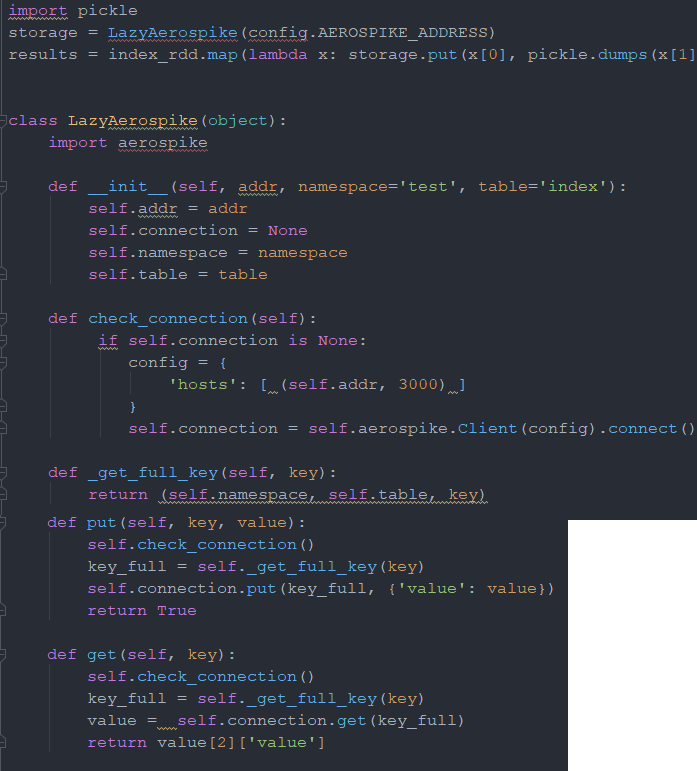 import pickle
storage = LazyAerospike(config.AEROSPIKE_ADDRESS)
results = index_rdd.map(lambda x: storage.put(x[0], pickle.dumps(x[1]
class LazyAerospike(object):
    import aerospike
    def __init__(self, addr, namespace='test', table='index'):
        self.addr = addr
        self.connection = None
        self.namespace = namespace
        self.table = table
    def check_connection(self):
         if self.connection is None:
            config = {
                'hosts': [ (self.addr, 3000) ]
            }
            self.connection = self.aerospike.Client(config).connect()
    def _get_full_key(self, key):
        return (self.namespace, self.table, key)
    def put(self, key, value):
        self.check_connection()
        key_full = self._get_full_key(key)
        self.connection.put(key_full, {'value': value})
        return True
    def get(self, key):
        self.check_connection()
        key_full = self._get_full_key(key)
        value =  self.connection.get(key_full)
        return value[2]['value']